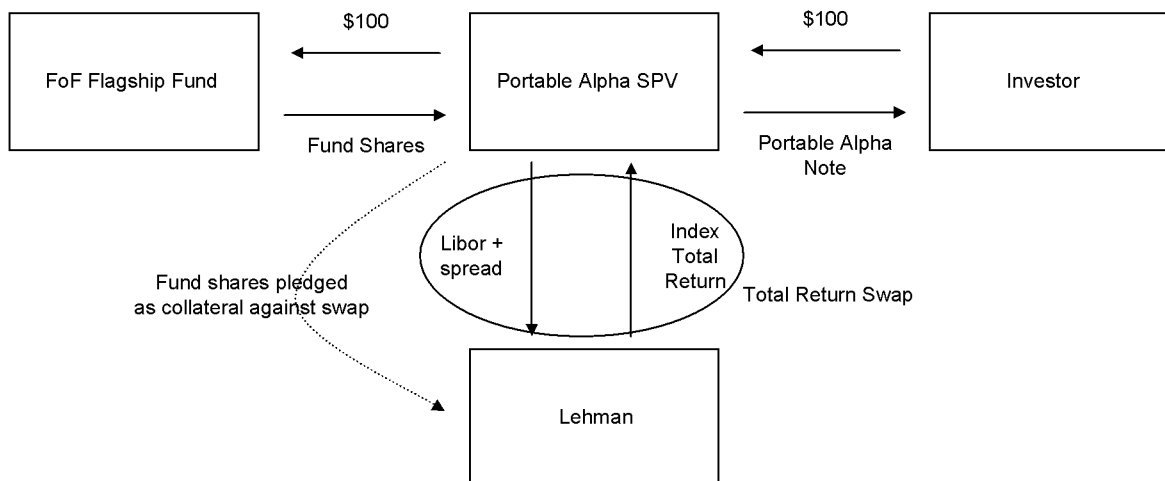 $100
$100
FoF Flagship Fund
Portable Alpha SPV
Investor
Fund Shares
Portable Alpha
Note
Libor +
spread
Index
Total
Return
Fund shares pledged
as collateral against swap
Total Return Swap
Lehman